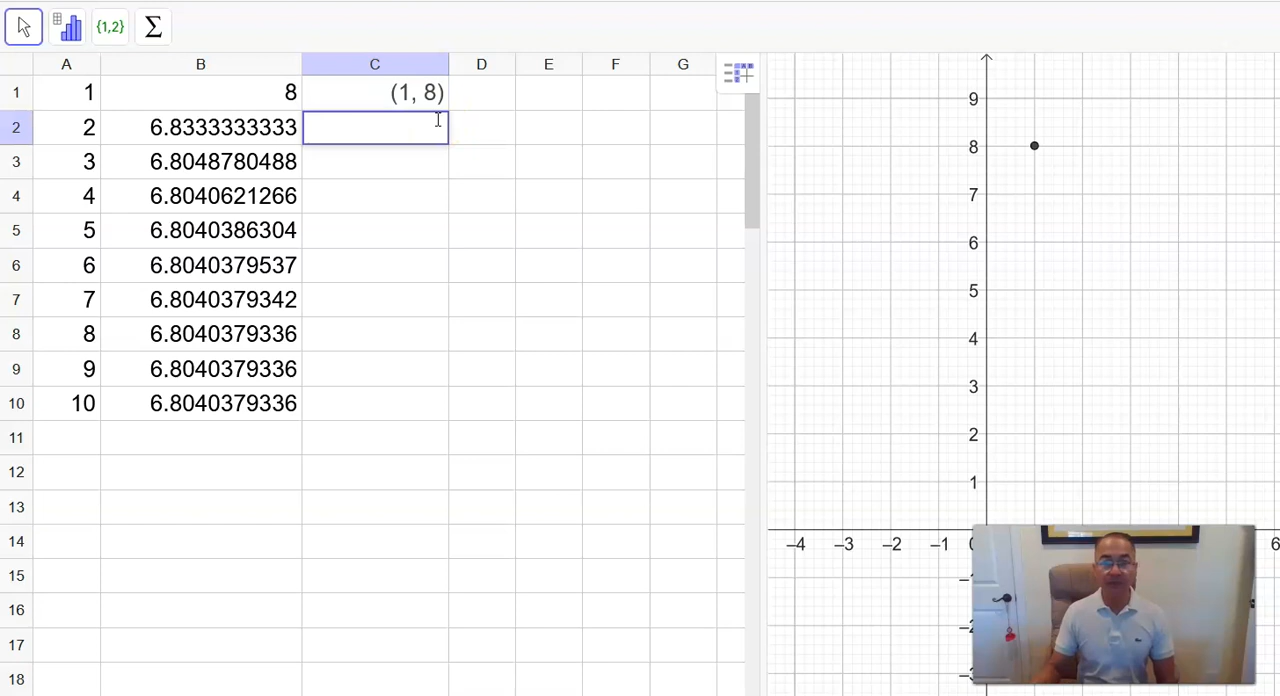 {1,2} Σ
A B C D E F G
1 1 8 (1, 8)
2 2 6.8333333333
3 3 6.8048780488
4 4 6.8040621266
5 5 6.8040386304
6 6 6.8040379537
7 7 6.8040379342
8 8 6.8040379336
9 9 6.8040379336
10 10 6.8040379336
11
12
13
14
15
16
17
18
9
8
7
6
5
4
3
2
1
–4 –3 –2 –1 0 6